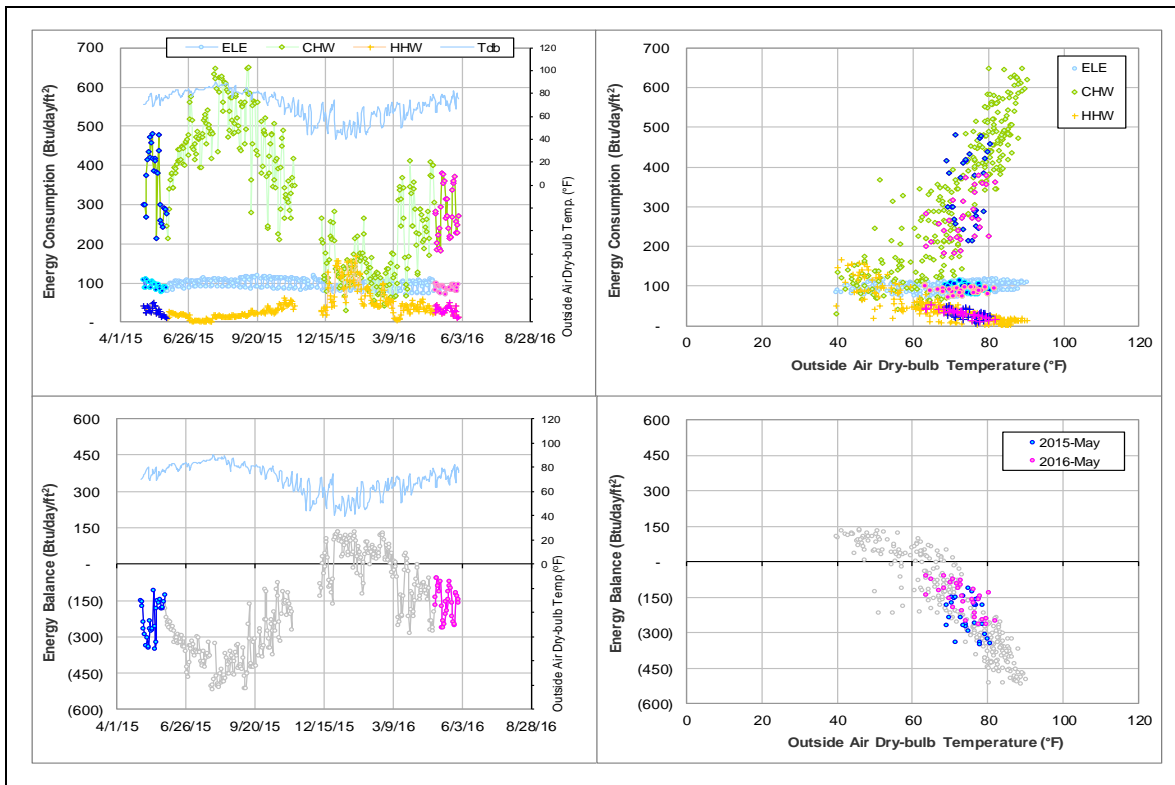 ELE CHW HHW Tdb
Energy Consumption (Btu/day/ft²)
700
600
500
400
300
200
100
-
120
100
80
60
40
20
0
Outside Air Dry-bulb Temp. (°F)
4/1/15 6/26/15 9/20/15 12/15/15 3/9/16 6/3/16 8/28/16
Energy Consumption (Btu/day/ft²)
700
600
500
400
300
200
100
-
ELE
CHW
HHW
0 20 40 60 80 100 120
Outside Air Dry-bulb Temperature (°F)
Energy Balance (Btu/day/ft²)
600
450
300
150
-
(150)
(300)
(450)
(600)
120
100
80
60
40
20
0
Outside Air Dry-bulb Temp (°F)
4/1/15 6/26/15 9/20/15 12/15/15 3/9/16 6/3/16 8/28/16
Energy Balance (Btu/day/ft²)
600
450
300
150
-
(150)
(300)
(450)
(600)
2015-May
2016-May
0 20 40 60 80 100 120
Outside Air Dry-bulb Temperature (°F)